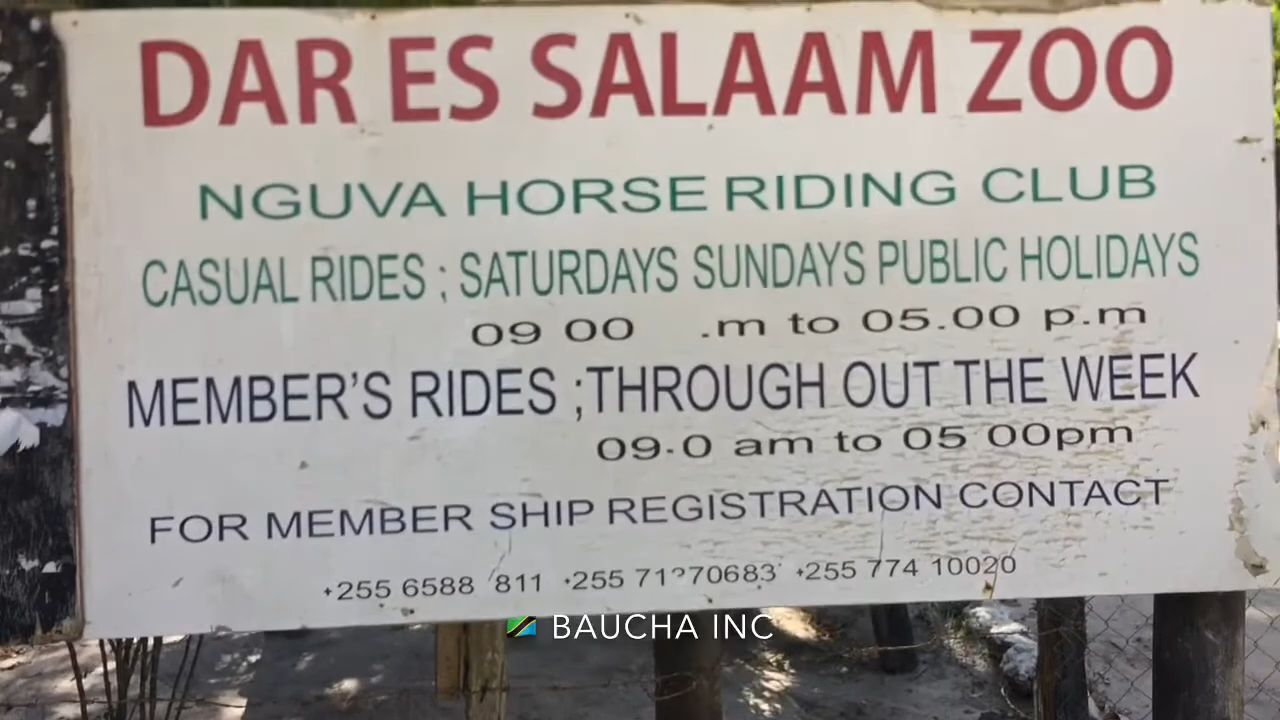 DAR ES SALAAM ZOO
NGUVA HORSE RIDING CLUB
CASUAL RIDES ; SATURDAYS SUNDAYS PUBLIC HOLIDAYS
09 00 .m to 05.00 p.m
MEMBER'S RIDES ;THROUGH OUT THE WEEK
09.0 am to 05 00pm
FOR MEMBER SHIP REGISTRATION CONTACT
+255 6588 811 +255 +255 774 10020
BAUCHA INC